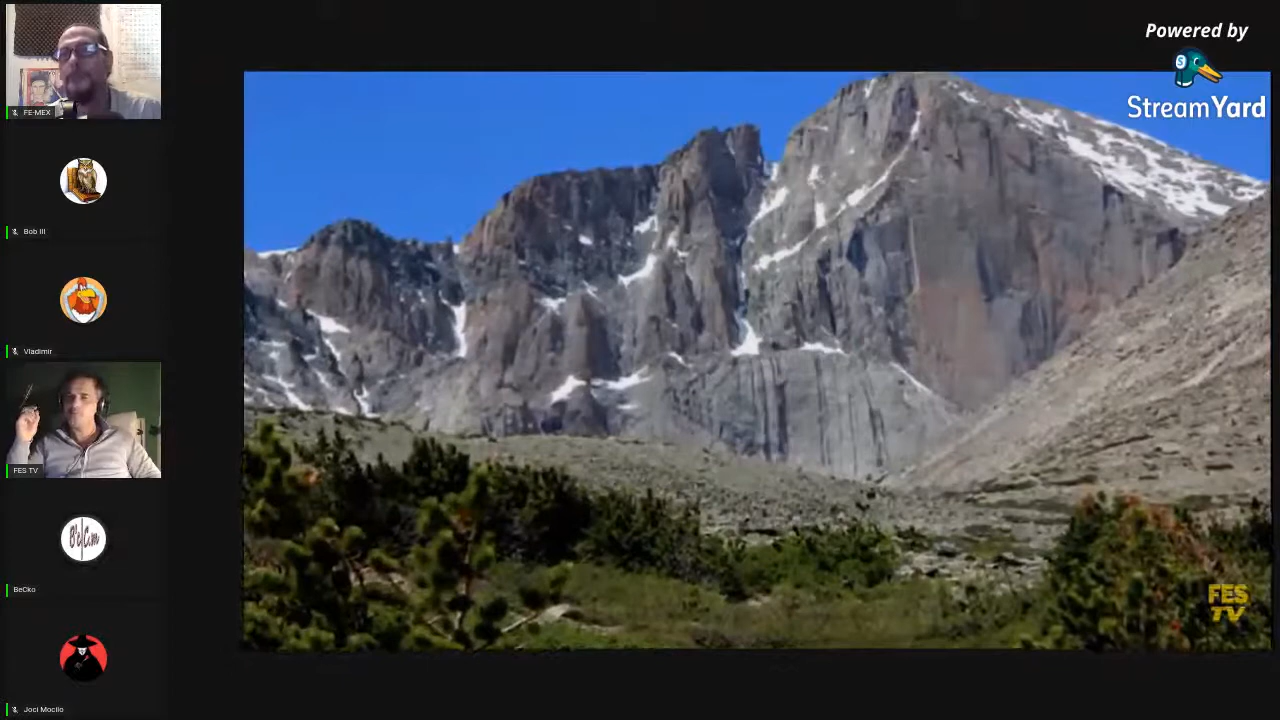 Powered by
StreamYard
FE-MEX
Bob III
Vladimir
FES TV
BeCko
Joci Mocilo
FES
TV